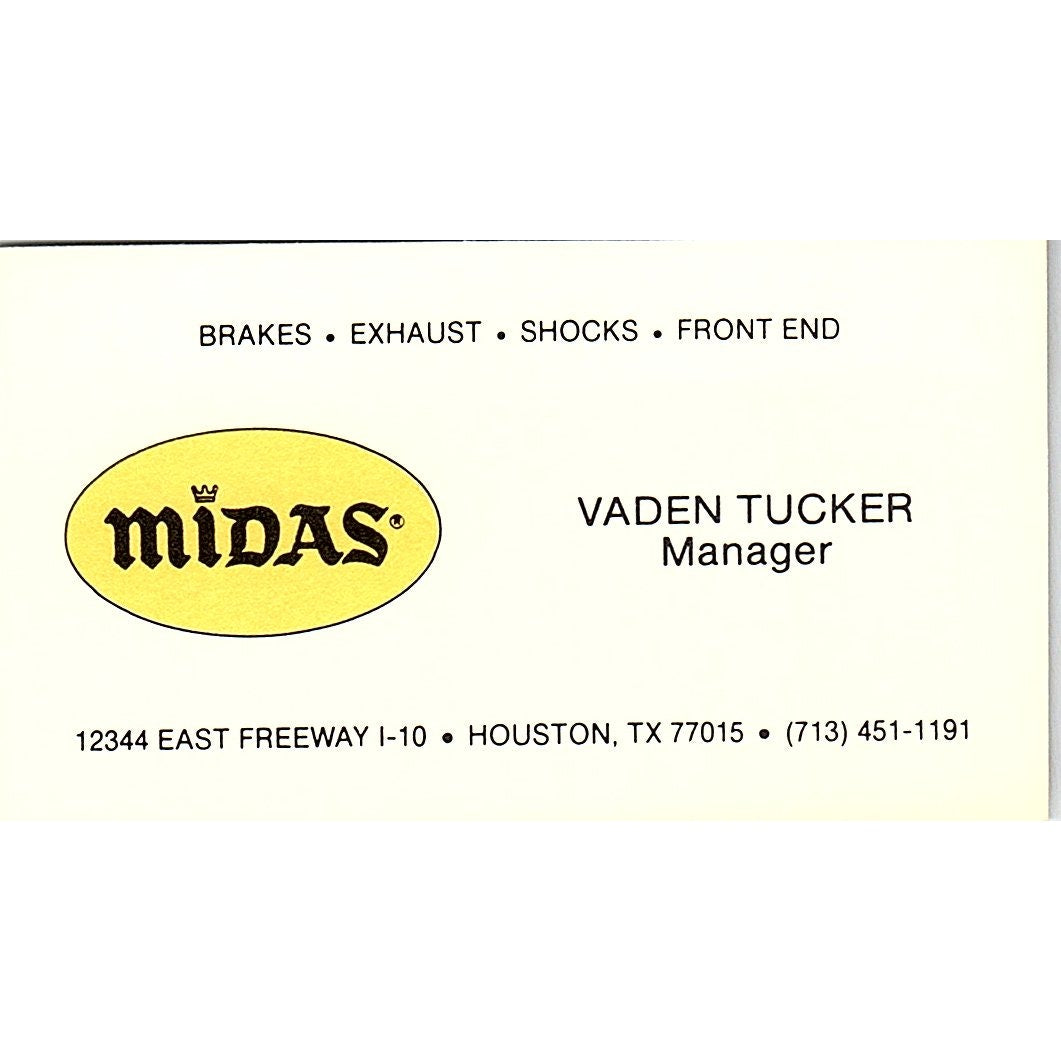 BRAKES • EXHAUST • SHOCKS • FRONT END
MIDAS®
VADEN TUCKER
Manager
12344 EAST FREEWAY I-10 • HOUSTON, TX 77015 • (713) 451-1191